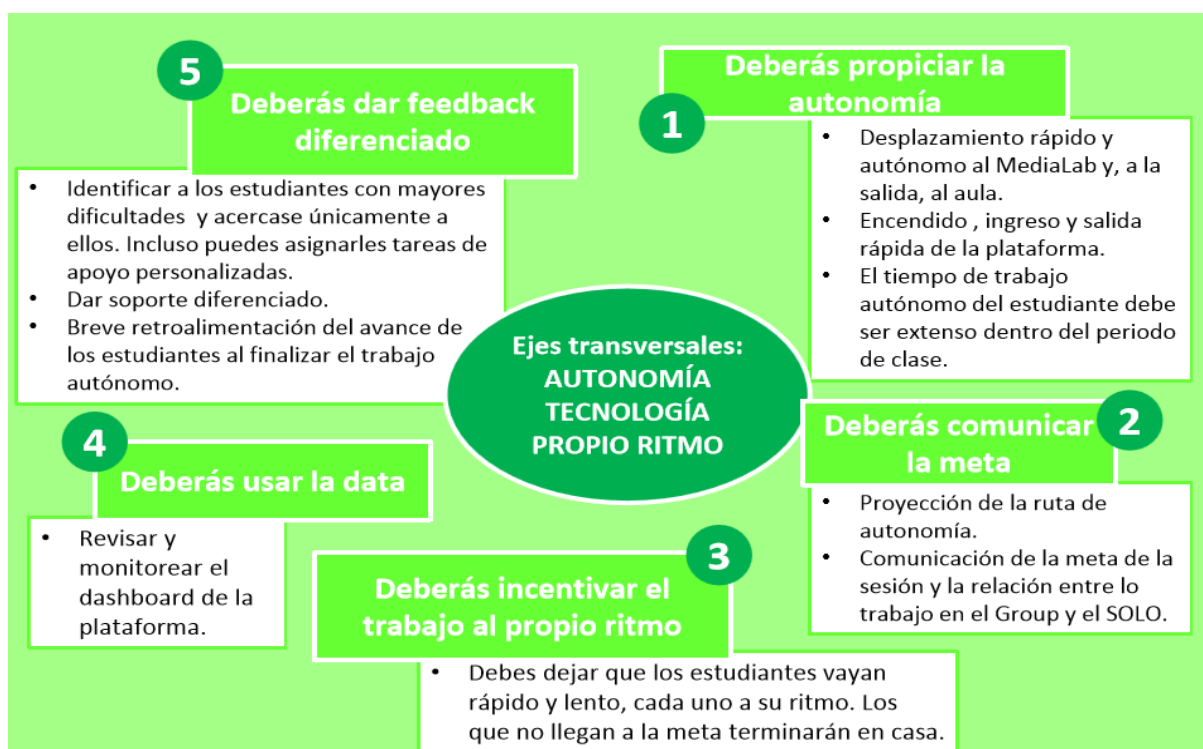 1
Deberás propiciar la
autonomía
• Desplazamiento rápido y
autónomo al MediaLab y, a la
salida, al aula.
• Encendido , ingreso y salida
rápida de la plataforma.
• El tiempo de trabajo
autónomo del estudiante debe
ser extenso dentro del periodo
de clase.
2
Deberás comunicar
la meta
• Proyección de la ruta de
autonomía.
• Comunicación de la meta de la
sesión y la relación entre lo
trabajo en el Group y el SOLO.
3
Deberás incentivar el
trabajo al propio ritmo
• Debes dejar que los estudiantes vayan
rápido y lento, cada uno a su ritmo. Los
que no llegan a la meta terminarán en casa.
4
Deberás usar la data
• Revisar y
monitorear el
dashboard de la
plataforma.
5
Deberás dar feedback
diferenciado
• Identificar a los estudiantes con mayores
dificultades y acercase únicamente a
ellos. Incluso puedes asignarles tareas de
apoyo personalizadas.
• Dar soporte diferenciado.
• Breve retroalimentación del avance de
los estudiantes al finalizar el trabajo
autónomo.
Ejes transversales:
AUTONOMÍA
TECNOLOGÍA
PROPIO RITMO